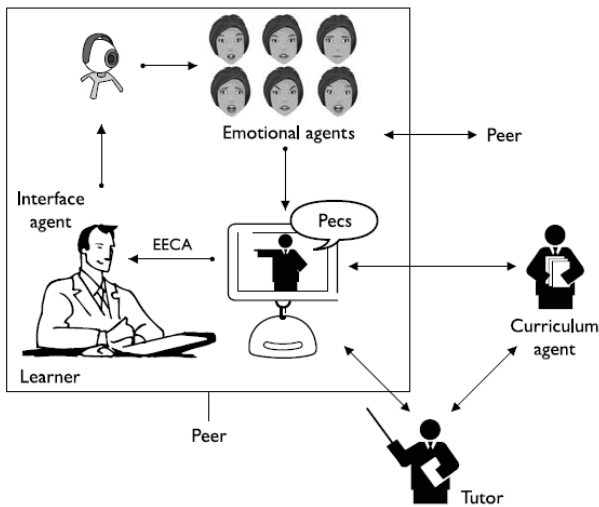 Emotional agents
Peer
Interface
agent
Pecs
EECA
Curriculum
agent
Learner
Peer
Tutor